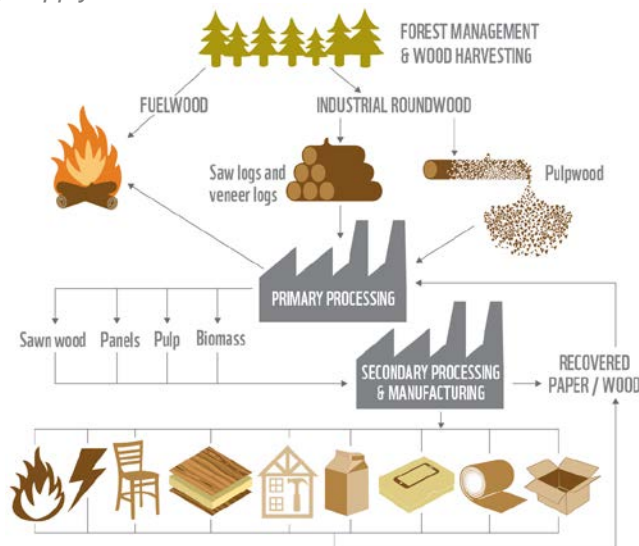 FOREST MANAGEMENT
& WOOD HARVESTING
FUELWOOD
INDUSTRIAL ROUNDWOOD
Saw logs and
veneer logs
Pulpwood
PRIMARY PROCESSING
Sawn wood
Panels
Pulp
Biomass
SECONDARY PROCESSING
& MANUFACTURING
RECOVERED
PAPER / WOOD